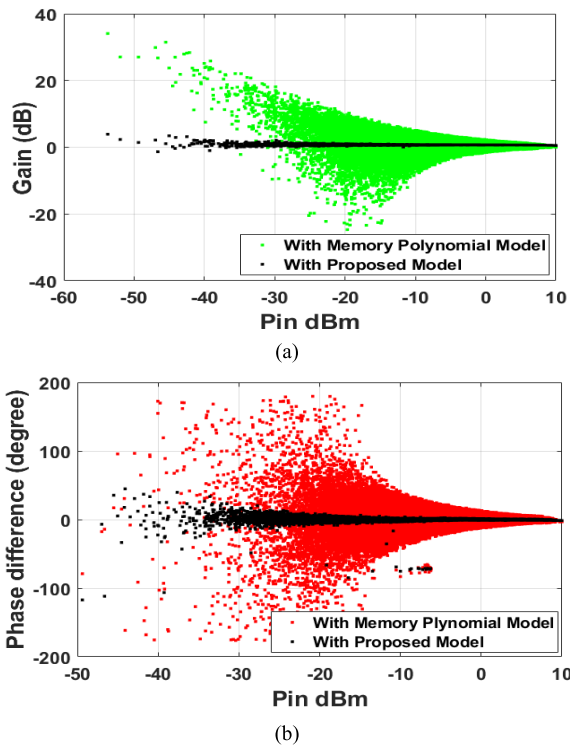 40
20
0
-20
-40
Gain (dB)
With Memory Polynomial Model
With Proposed Model
-60 -50 -40 -30 -20 -10 0 10
Pin dBm
(a)
200
100
0
-100
-200
Phase difference (degree)
With Memory Plynomial Model
With Proposed Model
-50 -40 -30 -20 -10 0 10
Pin dBm
(b)